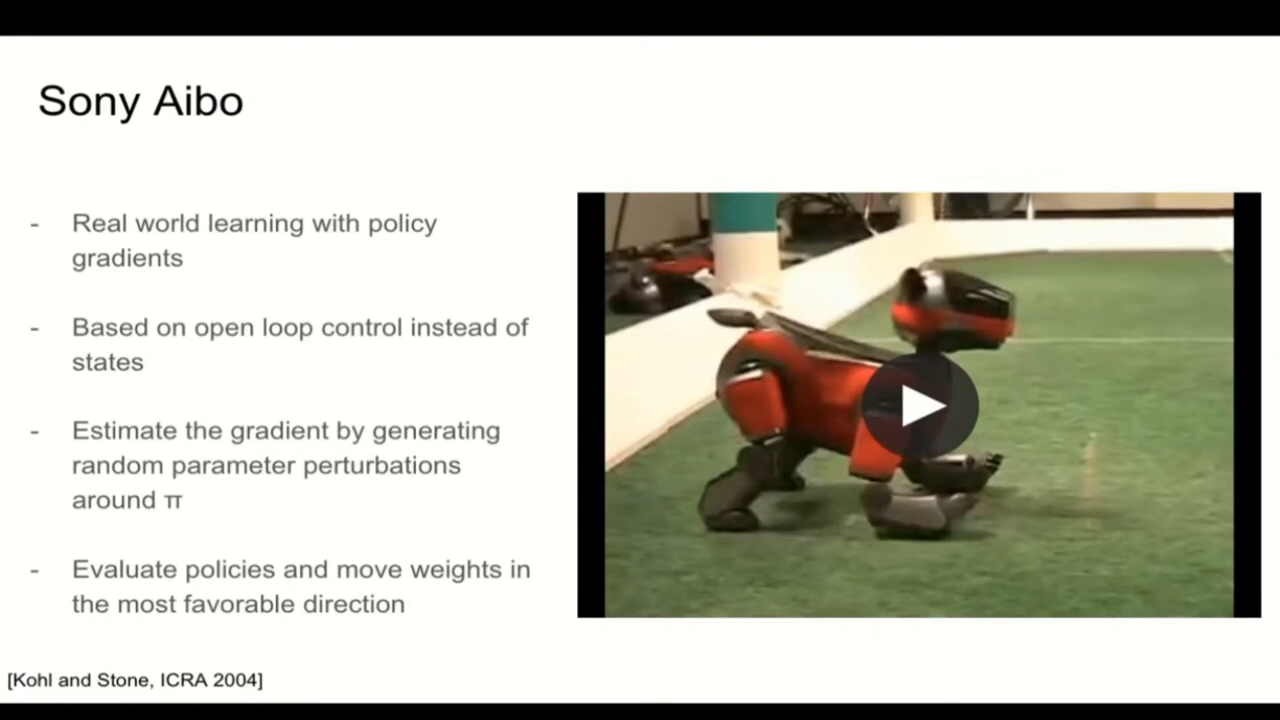 Sony Aibo
- Real world learning with policy
gradients
- Based on open loop control instead of
states
- Estimate the gradient by generating
random parameter perturbations
around π
- Evaluate policies and move weights in
the most favorable direction
[Kohl and Stone, ICRA 2004]